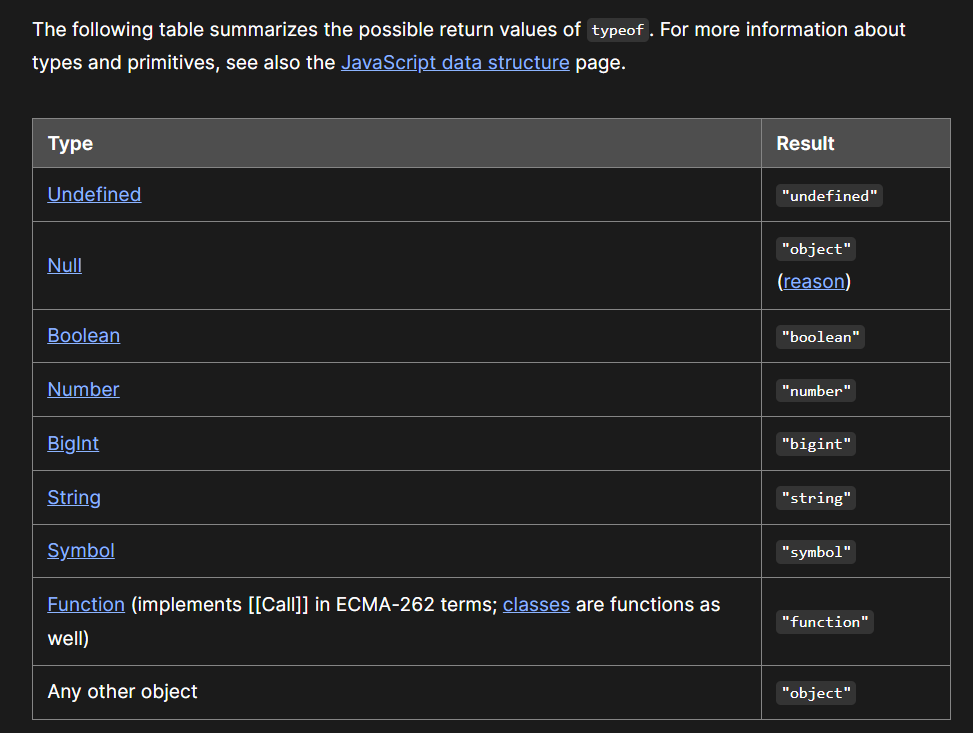 The following table summarizes the possible return values of typeof. For more information about
types and primitives, see also the JavaScript data structure page.
Type Result
Undefined "undefined"
Null "object"
(reason)
Boolean "boolean"
Number "number"
BigInt "bigint"
String "string"
Symbol "symbol"
Function (implements [[Call]] in ECMA-262 terms; classes are functions as
well) "function"
Any other object "object"